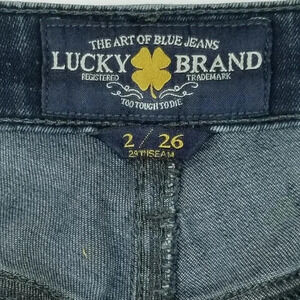 THE ART OF BLUE JEANS
LUCKY BRAND
REGISTERED TRADEMARK
TOO TOUGH TO DIE
2 / 26
29"INSEAM